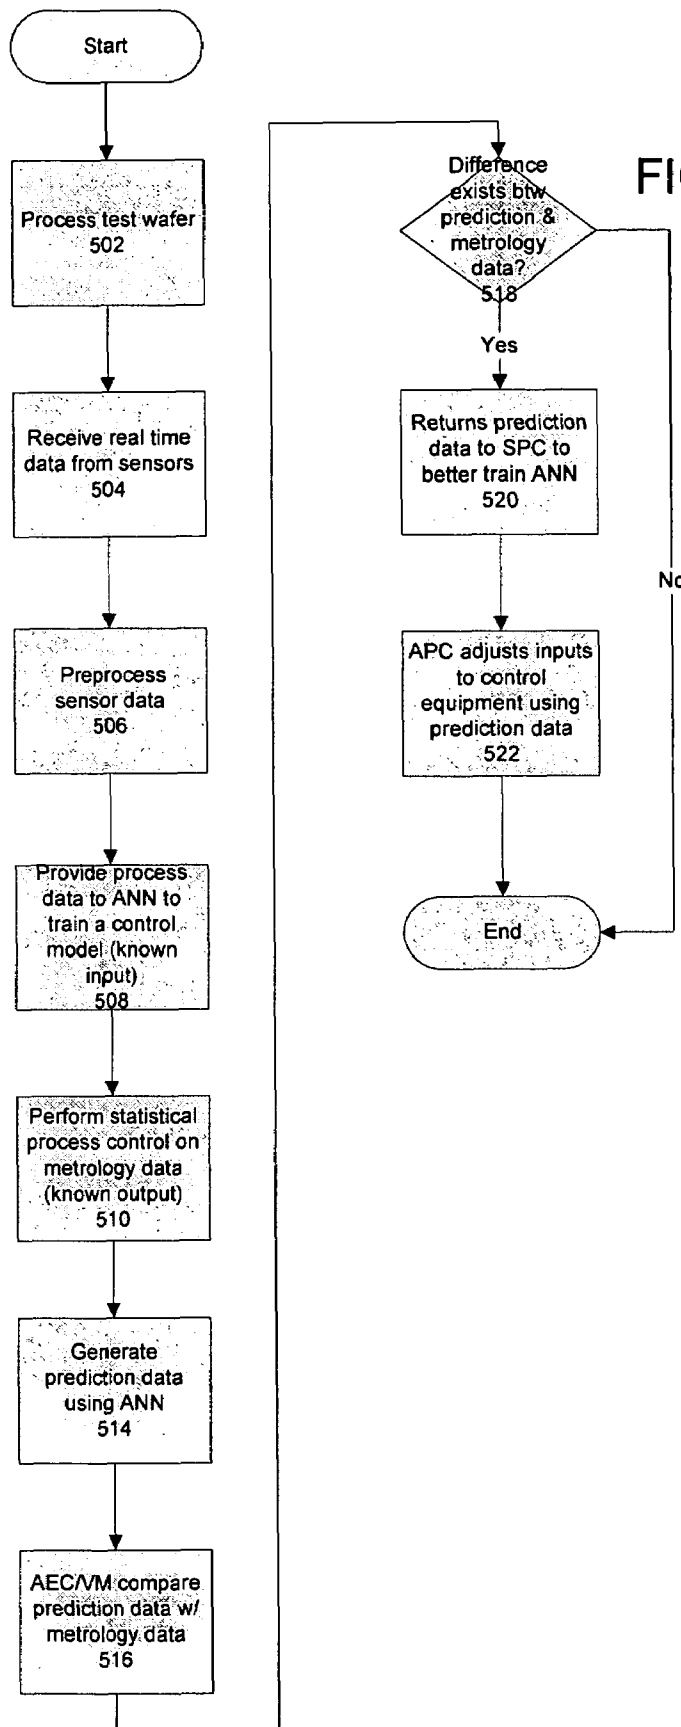 Start
Process test wafer
502
Receive real time
data from sensors
504
Preprocess
sensor data
506
Provide process
data to ANN to
train a control
model (known
input)
508
Perform statistical
process control on
metrology data
(known output)
510
Generate
prediction data
using ANN
514
AEC/VM compare
prediction data w/
metrology data
516
Difference
exists btw
prediction &
metrology
data?
518
Yes
Returns prediction
data to SPC to
better train ANN
520
APC adjusts inputs
to control
equipment using
prediction data
522
End
No